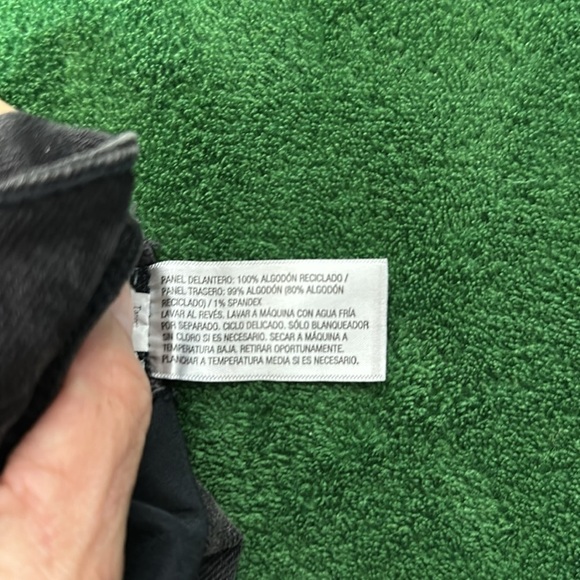 PANEL DELANTERO: 100% ALGODÓN RECICLADO /
PANEL TRASERO: 99% ALGODÓN (80% ALGODÓN
RECICLADO) / 1% SPANDEX
LAVAR AL REVÉS. LAVAR A MÁQUINA CON AGUA FRÍA
POR SEPARADO. CICLO DELICADO. SÓLO BLANQUEADOR
SIN CLORO SI ES NECESARIO. SECAR A MÁQUINA A
TEMPERATURA BAJA. RETIRAR OPORTUNAMENTE.
PLANCHAR A TEMPERATURA MEDIA SI ES NECESARIO.